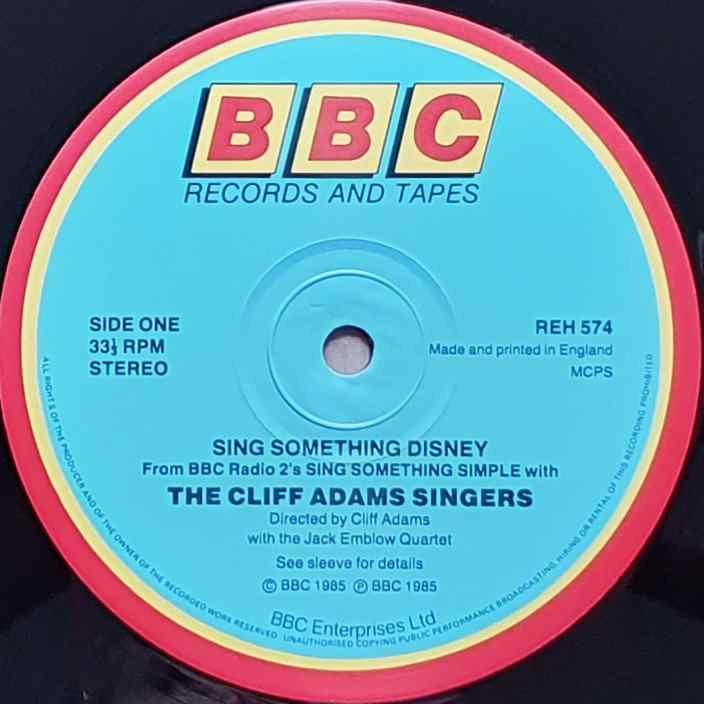 BBC
RECORDS AND TAPES
SIDE ONE
33⅓ RPM
STEREO
REH 574
Made and printed in England
MCPS
SING SOMETHING DISNEY
From BBC Radio 2's SING SOMETHING SIMPLE with
THE CLIFF ADAMS SINGERS
Directed by Cliff Adams
with the Jack Emblow Quartet
See sleeve for details
© BBC 1985 ℗ BBC 1985
BBC Enterprises Ltd
ALL RIGHTS OF THE PRODUCER AND OF THE OWNER OF THE RECORDED WORK RESERVED UNAUTHORISED COPYING PUBLIC PERFORMANCE BROADCASTING, HIRING OR RENTAL OF THIS RECORDING PROHIBITED